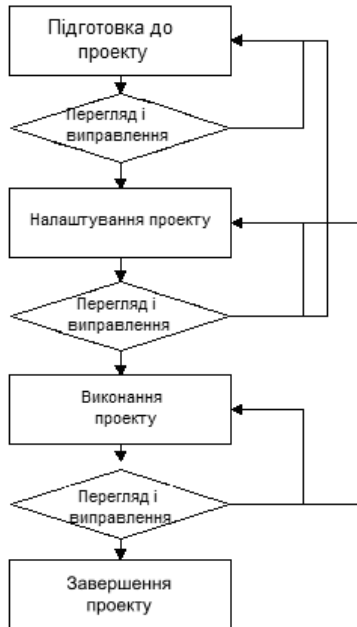 Підготовка до
проекту
Перегляд і
виправлення
Налаштування проекту
Перегляд і
виправлення
Виконання
проекту
Перегляд і
виправлення
Завершення
проекту